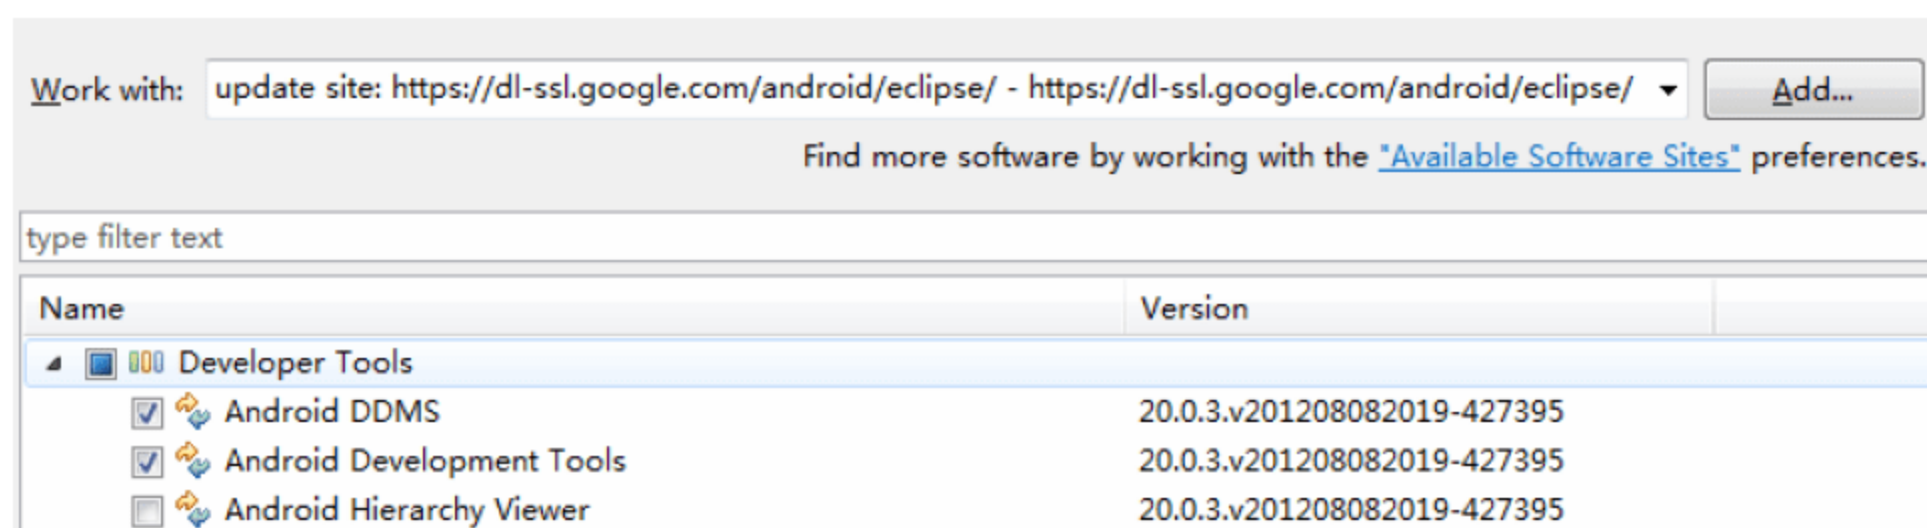 Work with: update site: https://dl-ssl.google.com/android/eclipse/ - https://dl-ssl.google.com/android/eclipse/ Add...
Find more software by working with the "Available Software Sites" preferences.
type filter text
Name Version
Developer Tools
Android DDMS 20.0.3.v201208082019-427395
Android Development Tools 20.0.3.v201208082019-427395
Android Hierarchy Viewer 20.0.3.v201208082019-427395